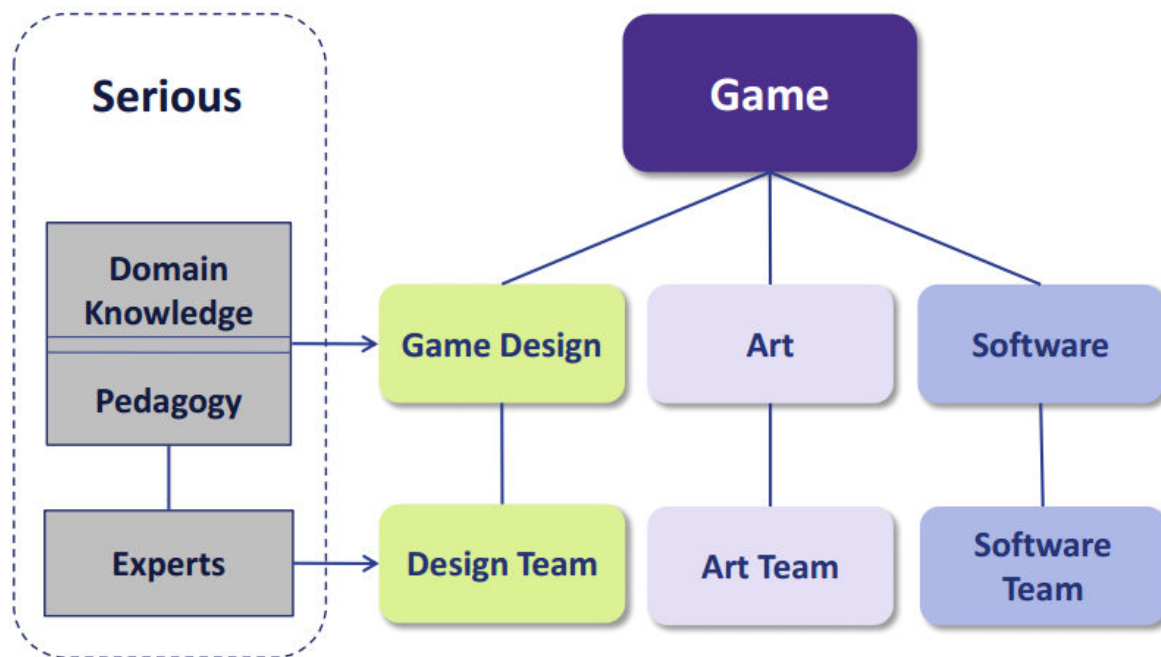 Serious
Game
Domain
Knowledge
Pedagogy
Game Design
Art
Software
Experts
Design Team
Art Team
Software
Team